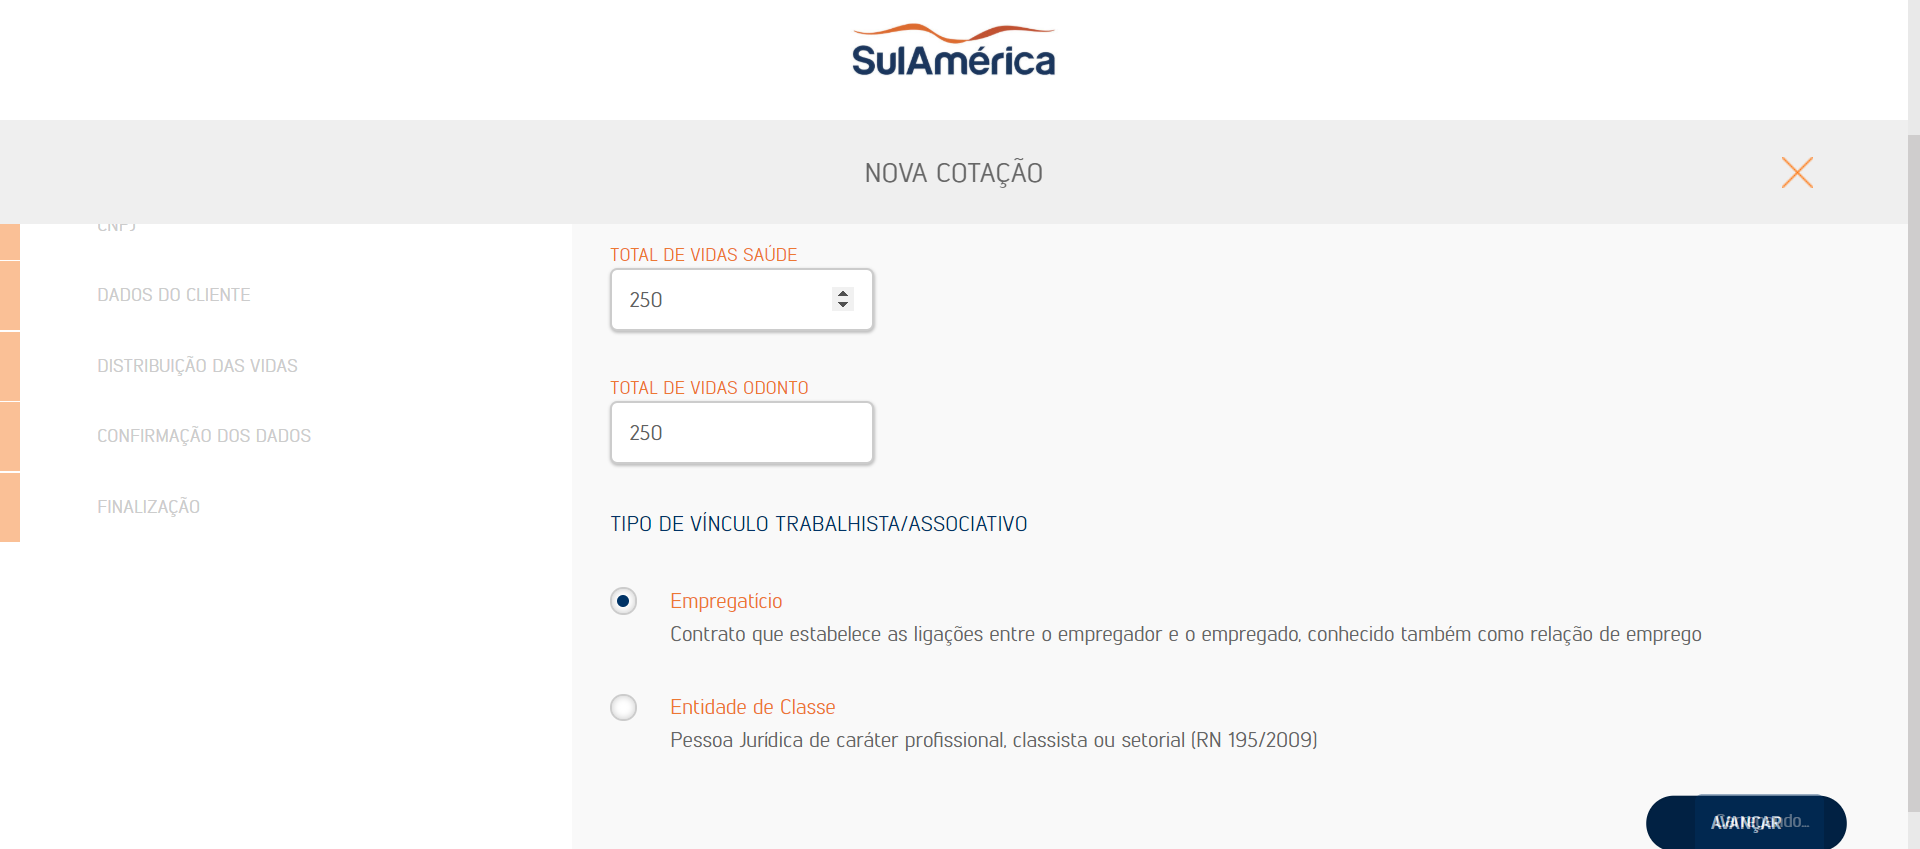 SulAmérica
NOVA COTAÇÃO
CNPJ
DADOS DO CLIENTE
DISTRIBUIÇÃO DAS VIDAS
CONFIRMAÇÃO DOS DADOS
FINALIZAÇÃO
TOTAL DE VIDAS SAÚDE
250
TOTAL DE VIDAS ODONTO
250
TIPO DE VÍNCULO TRABALHISTA/ASSOCIATIVO
Empregatício
Contrato que estabelece as ligações entre o empregador e o empregado, conhecido também como relação de emprego
Entidade de Classe
Pessoa Jurídica de caráter profissional, classista ou setorial (RN 195/2009)
AVANÇAR